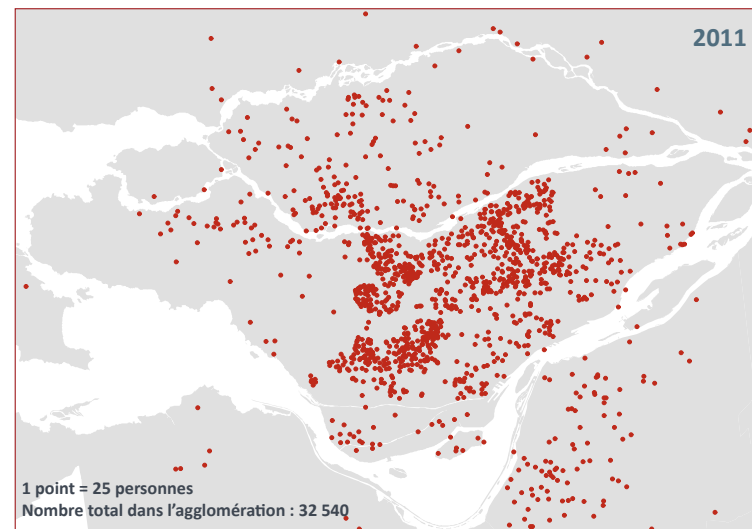 2011
1 point = 25 personnes
Nombre total dans l'agglomération : 32 540